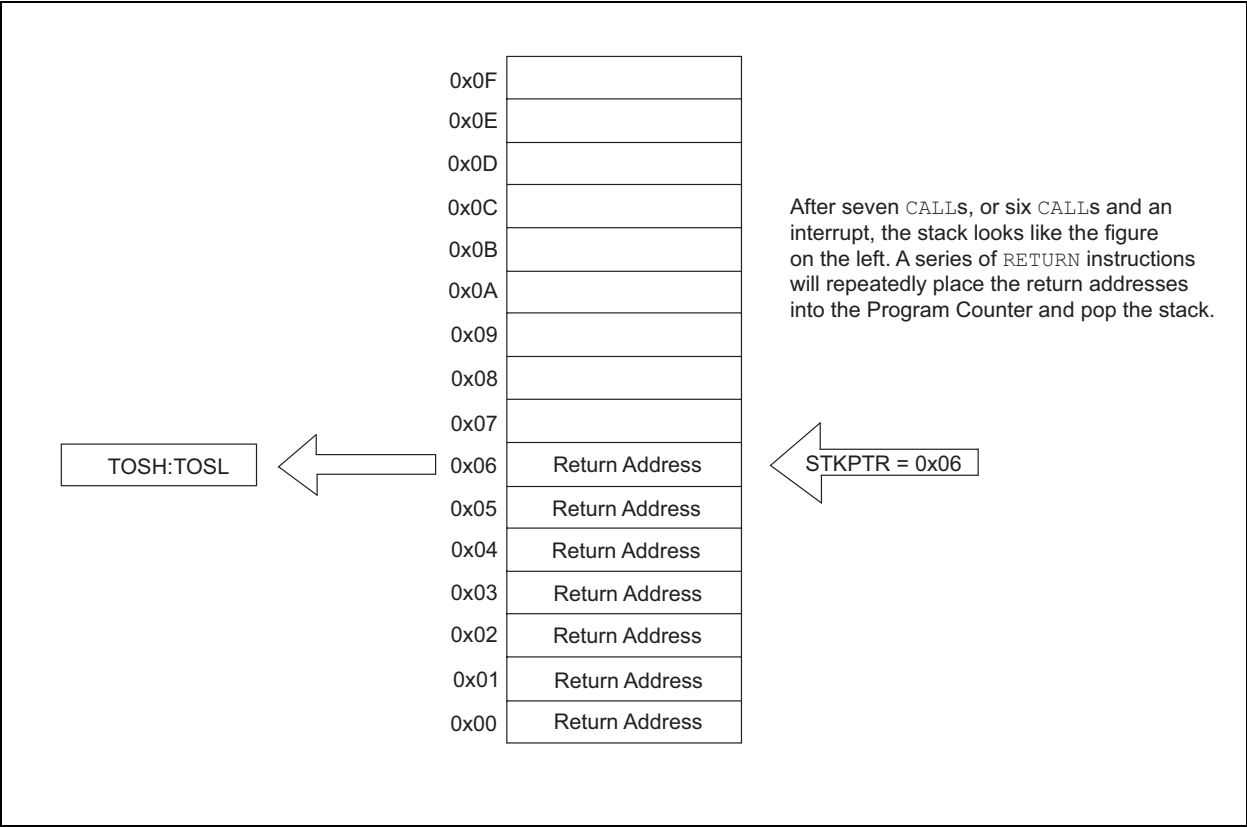 0x0F
0x0E
0x0D
0x0C
0x0B
0x0A
0x09
0x08
0x07
After seven CALLs, or six CALLs and an
interrupt, the stack looks like the figure
on the left. A series of RETURN instructions
will repeatedly place the return addresses
into the Program Counter and pop the stack.
TOSH:TOSL
0x06 Return Address
STKPTR = 0x06
0x05 Return Address
0x04 Return Address
0x03 Return Address
0x02 Return Address
0x01 Return Address
0x00 Return Address